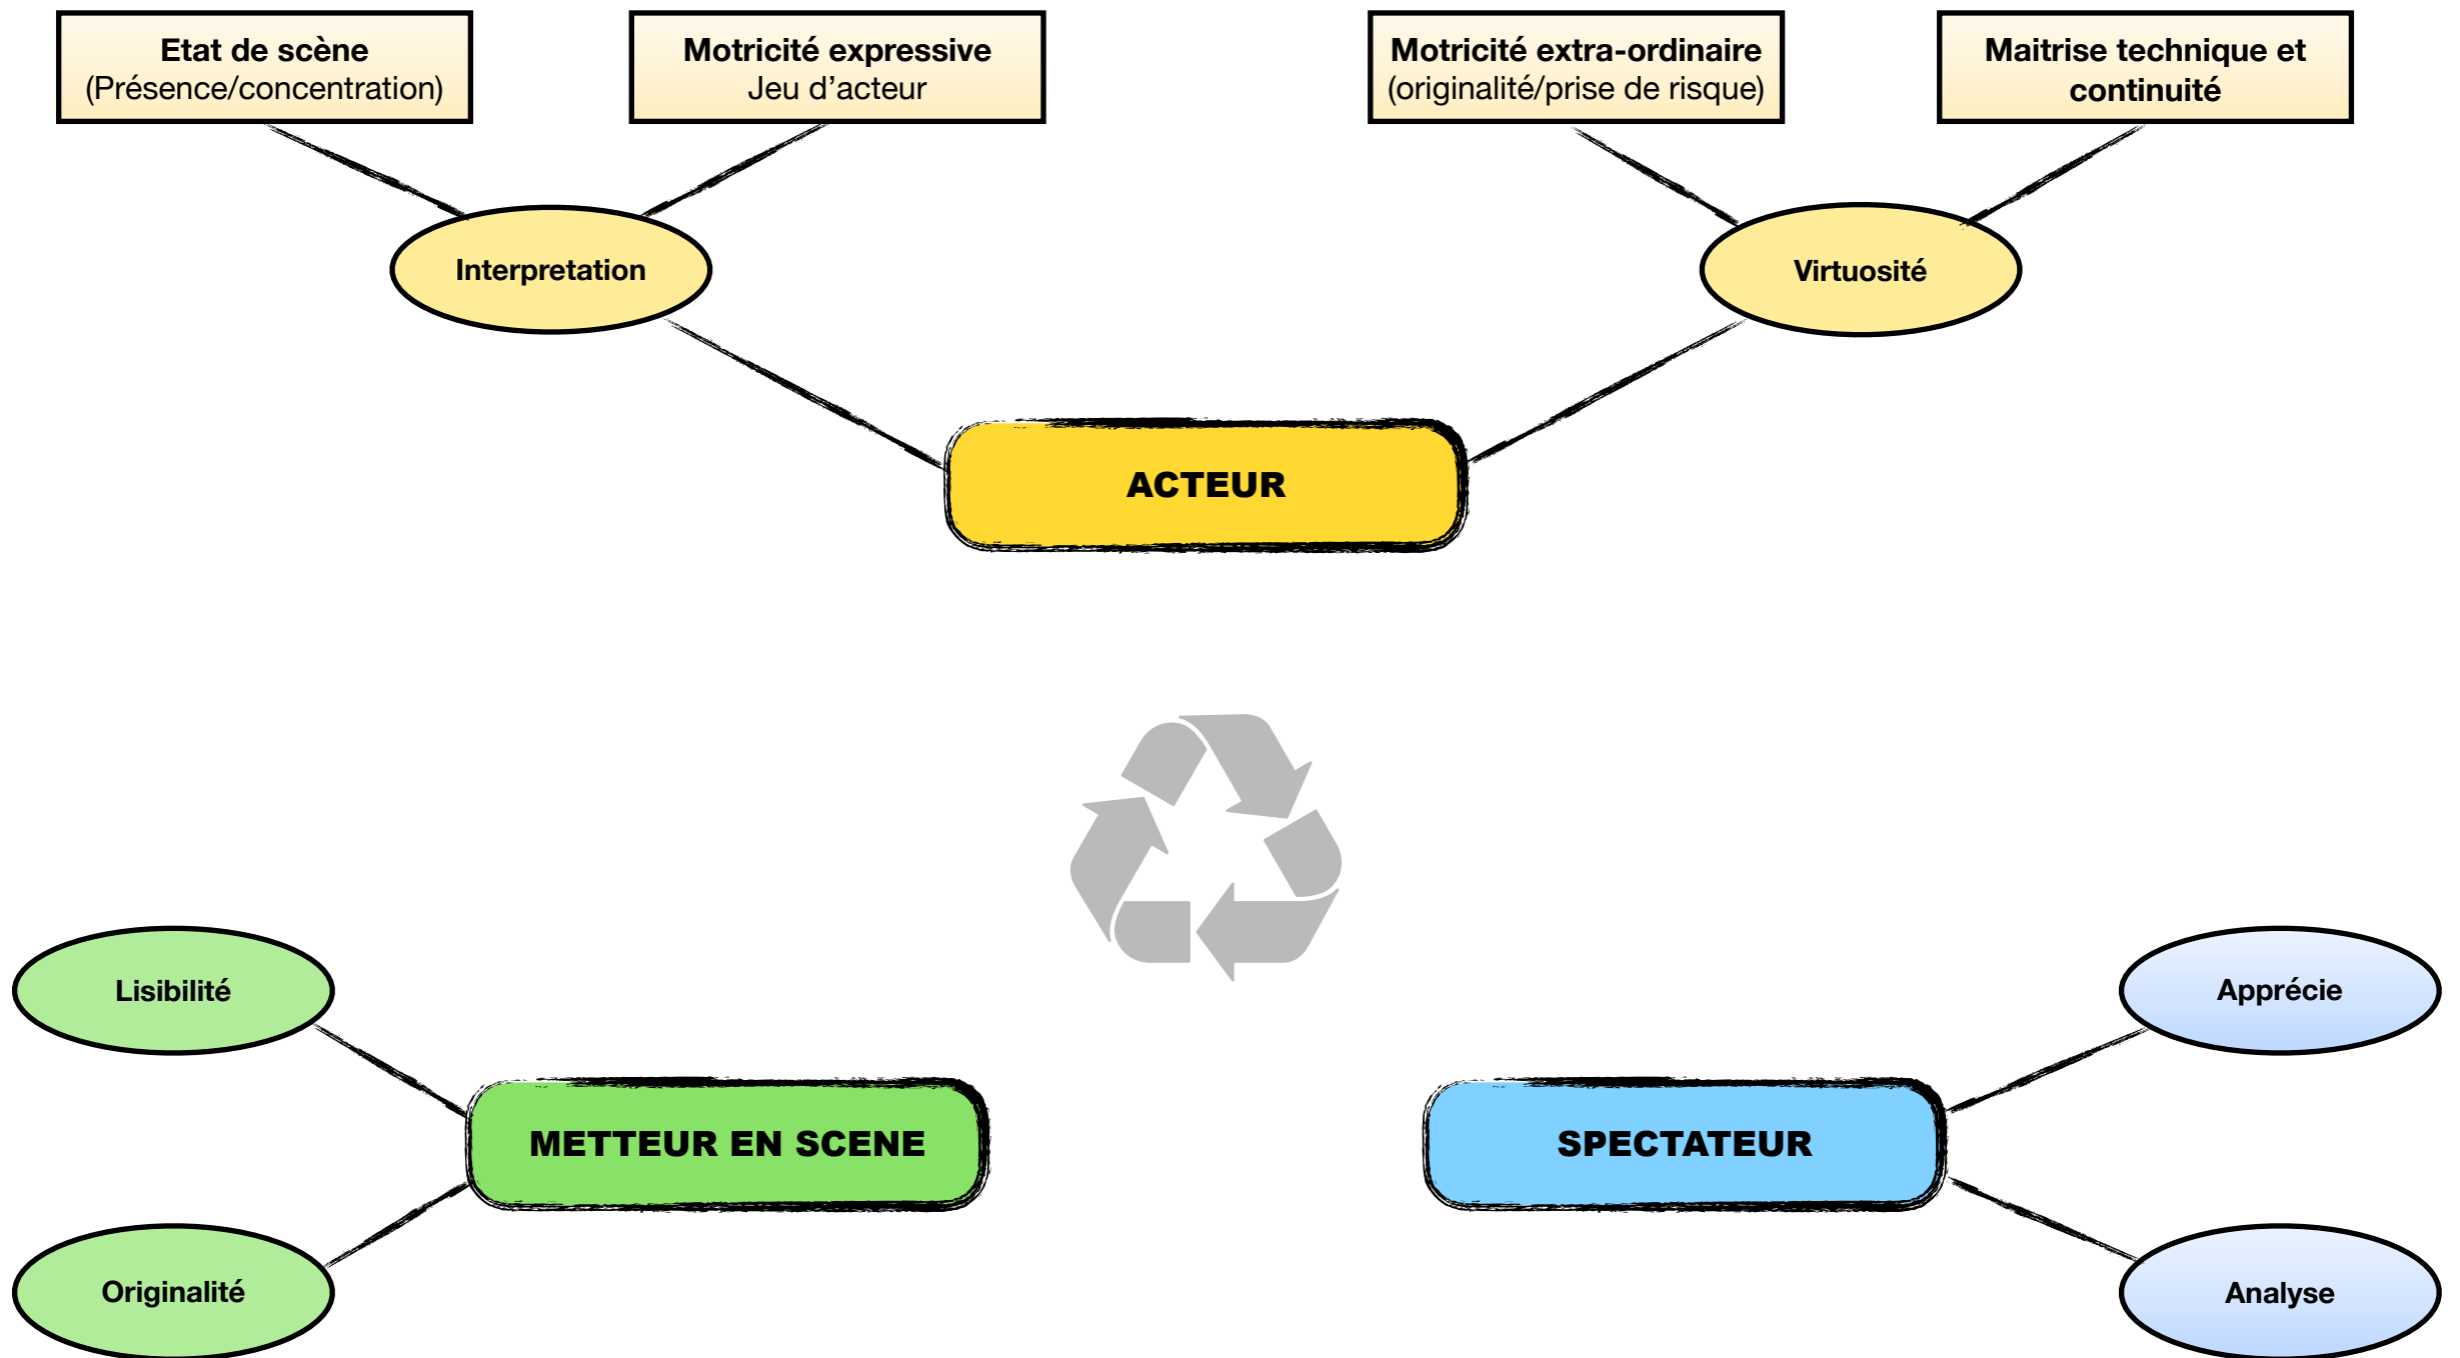 Etat de scène
(Présence/concentration)
Motricité expressive
Jeu d'acteur
Motricité extra-ordinaire
(originalité/prise de risque)
Maitrise technique et
continuité
Interpretation
Virtuosité
ACTEUR
Lisibilité
Apprécie
METTEUR EN SCENE
SPECTATEUR
Originalité
Analyse